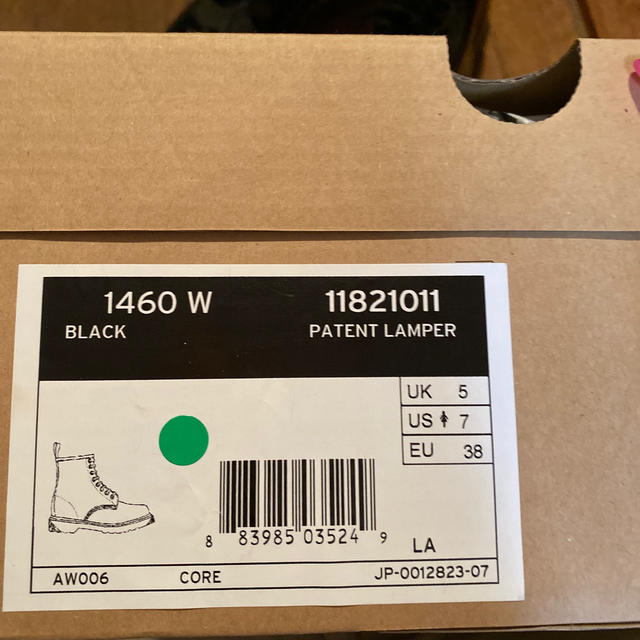 1460 W 11821011
BLACK PATENT LAMPER
UK 5
US 7
EU 38
8 83985 03524 9
LA
AW006 CORE JP-0012823-07